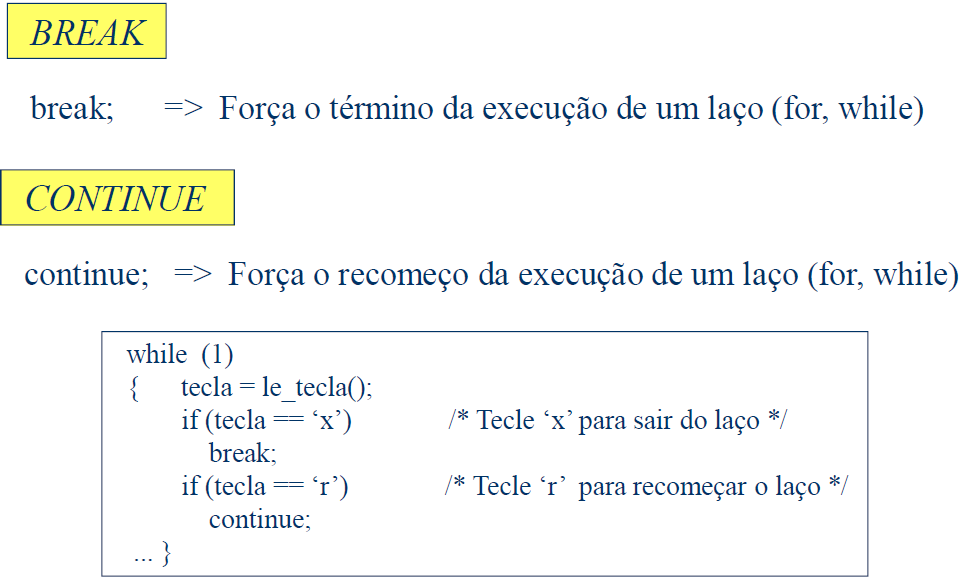 BREAK
break; => Força o término da execução de um laço (for, while)
CONTINUE
continue; => Força o recomeço da execução de um laço (for, while)
while (1)
{ tecla = le_tecla();
if (tecla == ‘x’) /* Tecle ‘x’ para sair do laço */
break;
if (tecla == ‘r’) /* Tecle ‘r’ para recomeçar o laço */
continue;
... }